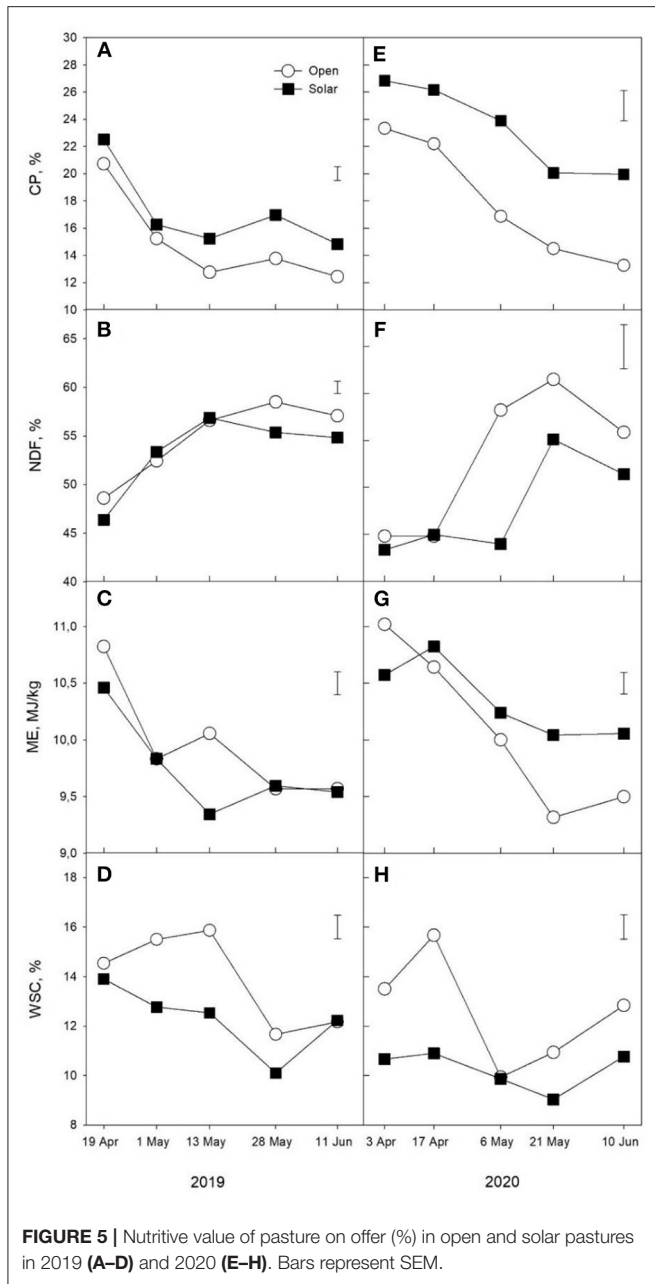 A
E
Open
Solar
30
28
26
24
22
20
18
16
14
12
10
CP, %
B
F
65
60
55
50
45
40
NDF, %
C
G
11,0
10,5
10,0
9,5
9,0
ME, MJ/kg
D
H
18
16
14
12
10
8
WSC, %
19 Apr 1 May 13 May 28 May 11 Jun 3 Apr 17 Apr 6 May 21 May 10 Jun
2019 2020
FIGURE 5 | Nutritive value of pasture on offer (%) in open and solar pastures
in 2019 (A–D) and 2020 (E–H). Bars represent SEM.